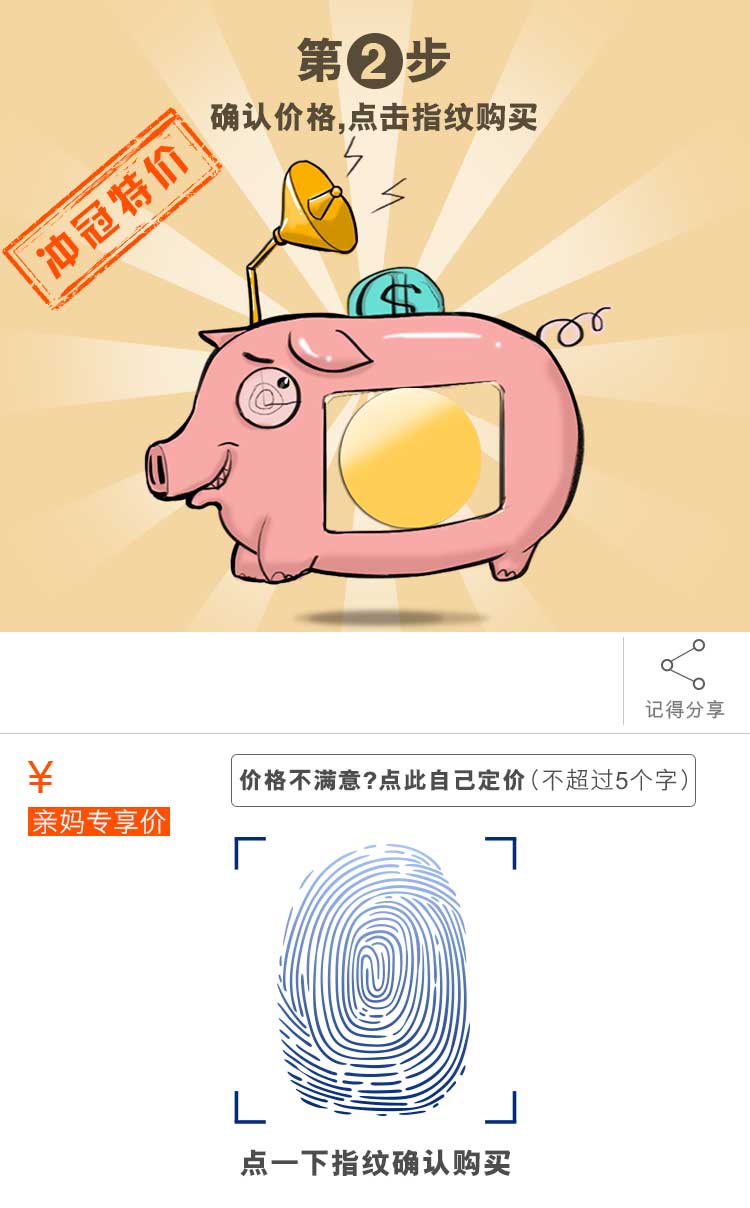 第2步
确认价格,点击指纹购买
冲冠特价
$
记得分享
¥
价格不满意?点此自己定价(不超过5个字)
亲妈专享价
点一下指纹确认购买